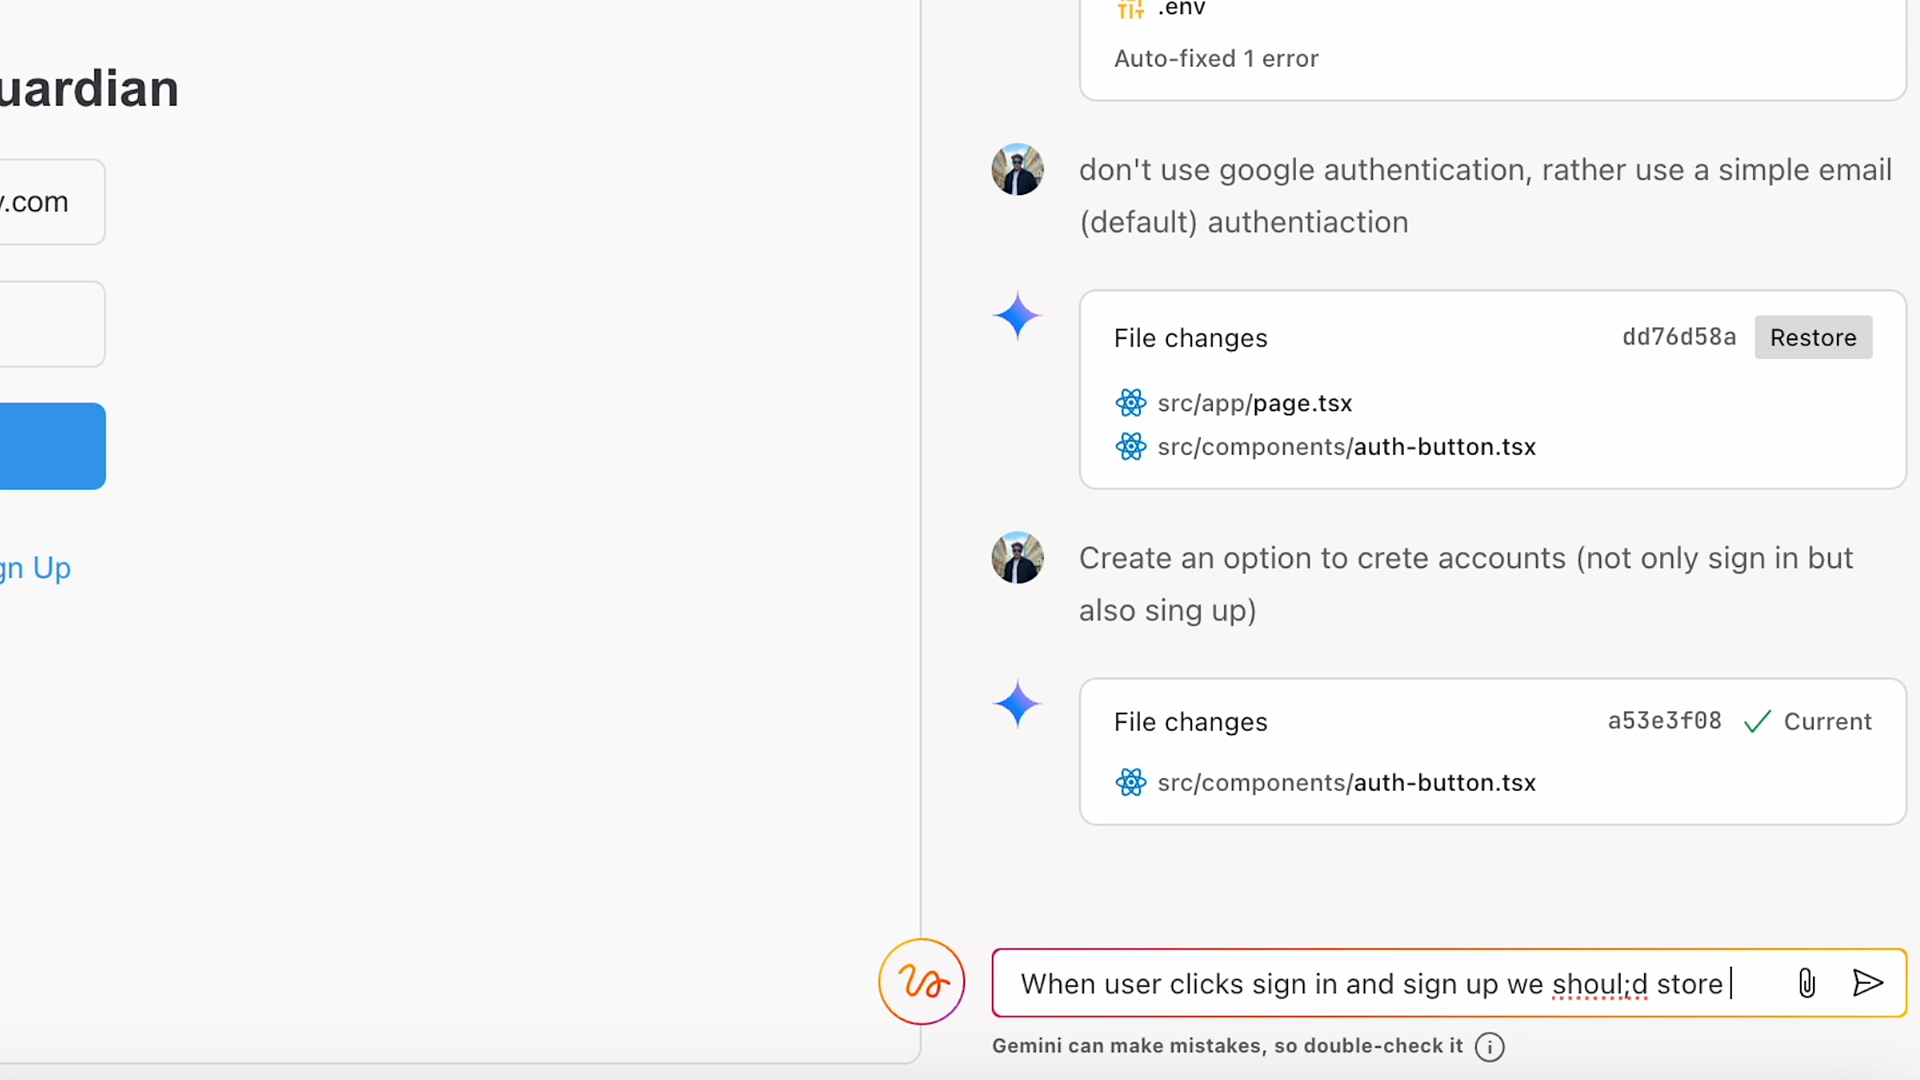 uardian
.com
gn Up
.env
Auto-fixed 1 error
don't use google authentication, rather use a simple email
(default) authentiaction
File changes
dd76d58a
Restore
src/app/page.tsx
src/components/auth-button.tsx
Create an option to crete accounts (not only sign in but
also sing up)
File changes
a53e3f08
Current
src/components/auth-button.tsx
When user clicks sign in and sign up we shoul;d store
Gemini can make mistakes, so double-check it